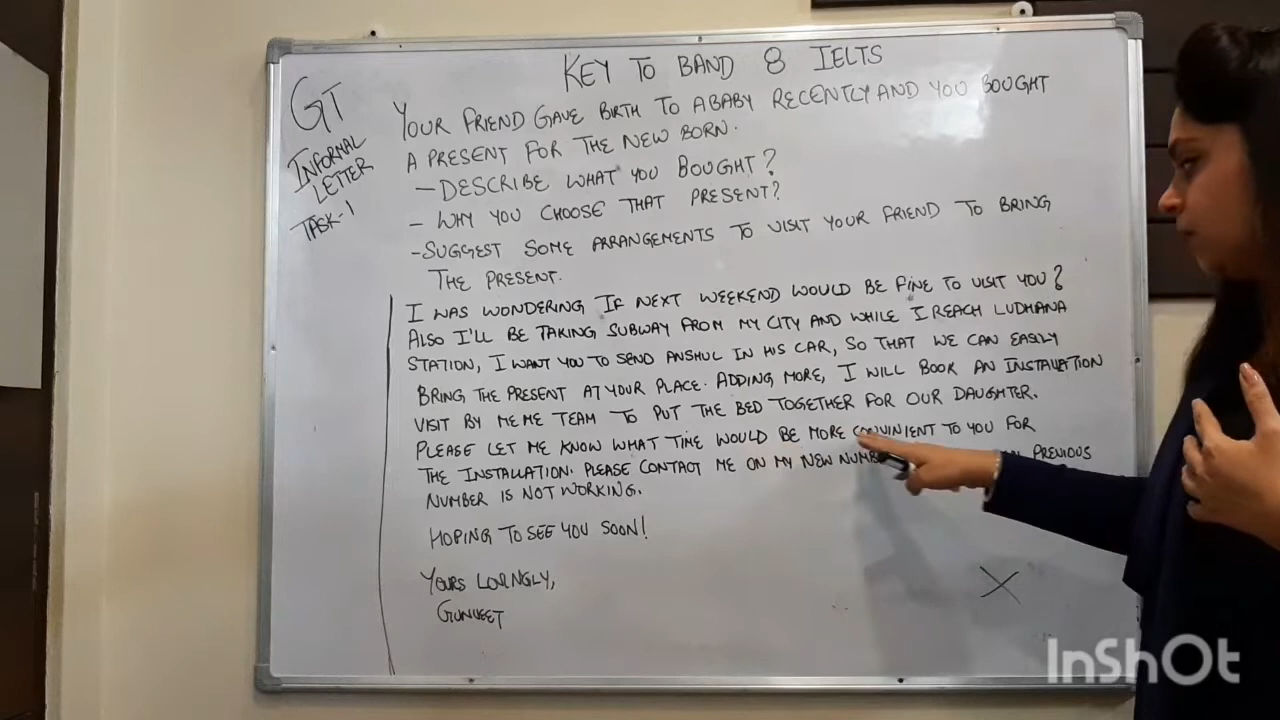 KEY TO BAND 8 IELTS
GT
INFORMAL
LETTER
TASK-1
YOUR FRIEND GAVE BIRTH TO A BABY RECENTLY AND YOU BOUGHT
A PRESENT FOR THE NEW BORN.
- DESCRIBE WHAT YOU BOUGHT?
- WHY YOU CHOOSE THAT PRESENT?
- SUGGEST SOME ARRANGEMENTS TO VISIT YOUR FRIEND TO BRING
THE PRESENT.
I WAS WONDERING IF NEXT WEEKEND WOULD BE FINE TO VISIT YOU?
ALSO I'LL BE TAKING SUBWAY FROM MY CITY AND WHILE I REACH LUDHANA
STATION, I WANT YOU TO SEND ANSHUL IN HIS CAR, SO THAT WE CAN EASILY
BRING THE PRESENT AT YOUR PLACE. ADDING MORE, I WILL BOOK AN INSTALLATION
VISIT BY MEME TEAM TO PUT THE BED TOGETHER FOR OUR DAUGHTER.
PLEASE LET ME KNOW WHAT TIME WOULD BE MORE CONVINIENT TO YOU FOR
THE INSTALLATION. PLEASE CONTACT ME ON MY NEW PREVIOUS
NUMBER IS NOT WORKING.
HOPING TO SEE YOU SOON!
YOURS LOVINGLY,
GUNVEET
X
InShOt